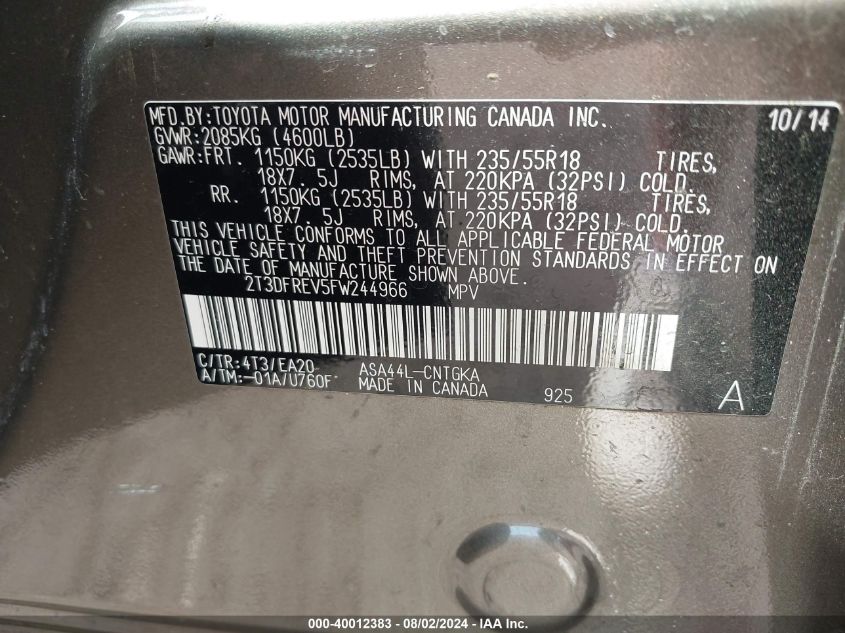 MFD.BY:TOYOTA MOTOR MANUFACTURING CANADA INC. 10/14
GVWR:2085KG (4600LB)
GAWR:FRT. 1150KG (2535LB) WITH 235/55R18 TIRES,
18X7.5J RIMS, AT 220KPA (32PSI) COLD.
RR. 1150KG (2535LB) WITH 235/55R18 TIRES,
18X7.5J RIMS, AT 220KPA (32PSI) COLD.
THIS VEHICLE CONFORMS TO ALL APPLICABLE FEDERAL MOTOR
VEHICLE SAFETY AND THEFT PREVENTION STANDARDS IN EFFECT ON
THE DATE OF MANUFACTURE SHOWN ABOVE.
2T3DFREV5FW244966 MPV
C/TR:4T3/EA20 ASA44L-CNTGKA
A/TM:-01A/U760F MADE IN CANADA 925 A
000-40012383 - 08/02/2024 - IAA Inc.